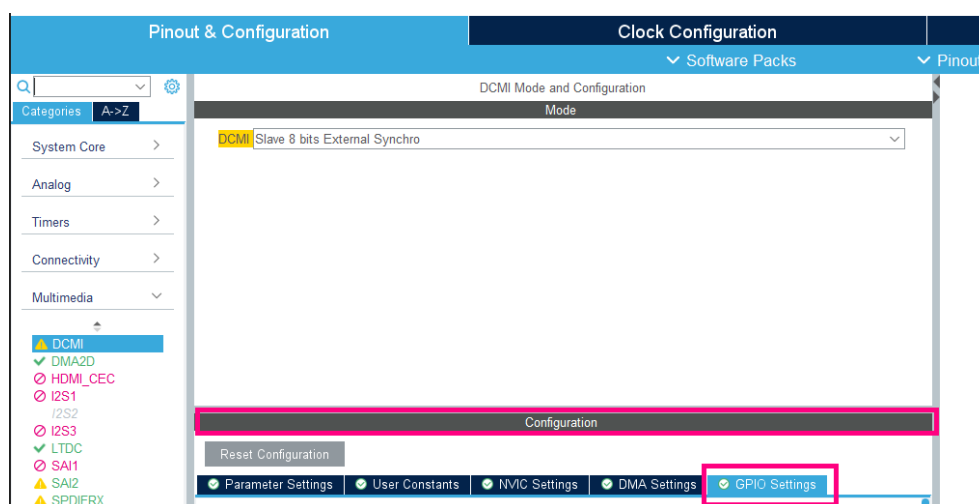 Pinout & Configuration
Clock Configuration
Software Packs
Pinout
DCMI Mode and Configuration
Mode
Categories
A->Z
DCMI Slave 8 bits External Synchro
System Core
Analog
Timers
Connectivity
Multimedia
DCMI
DMA2D
HDMI_CEC
I2S1
I2S2
I2S3
LTDC
SAI1
SAI2
SPDIFRX
Configuration
Reset Configuration
Parameter Settings
User Constants
NVIC Settings
DMA Settings
GPIO Settings